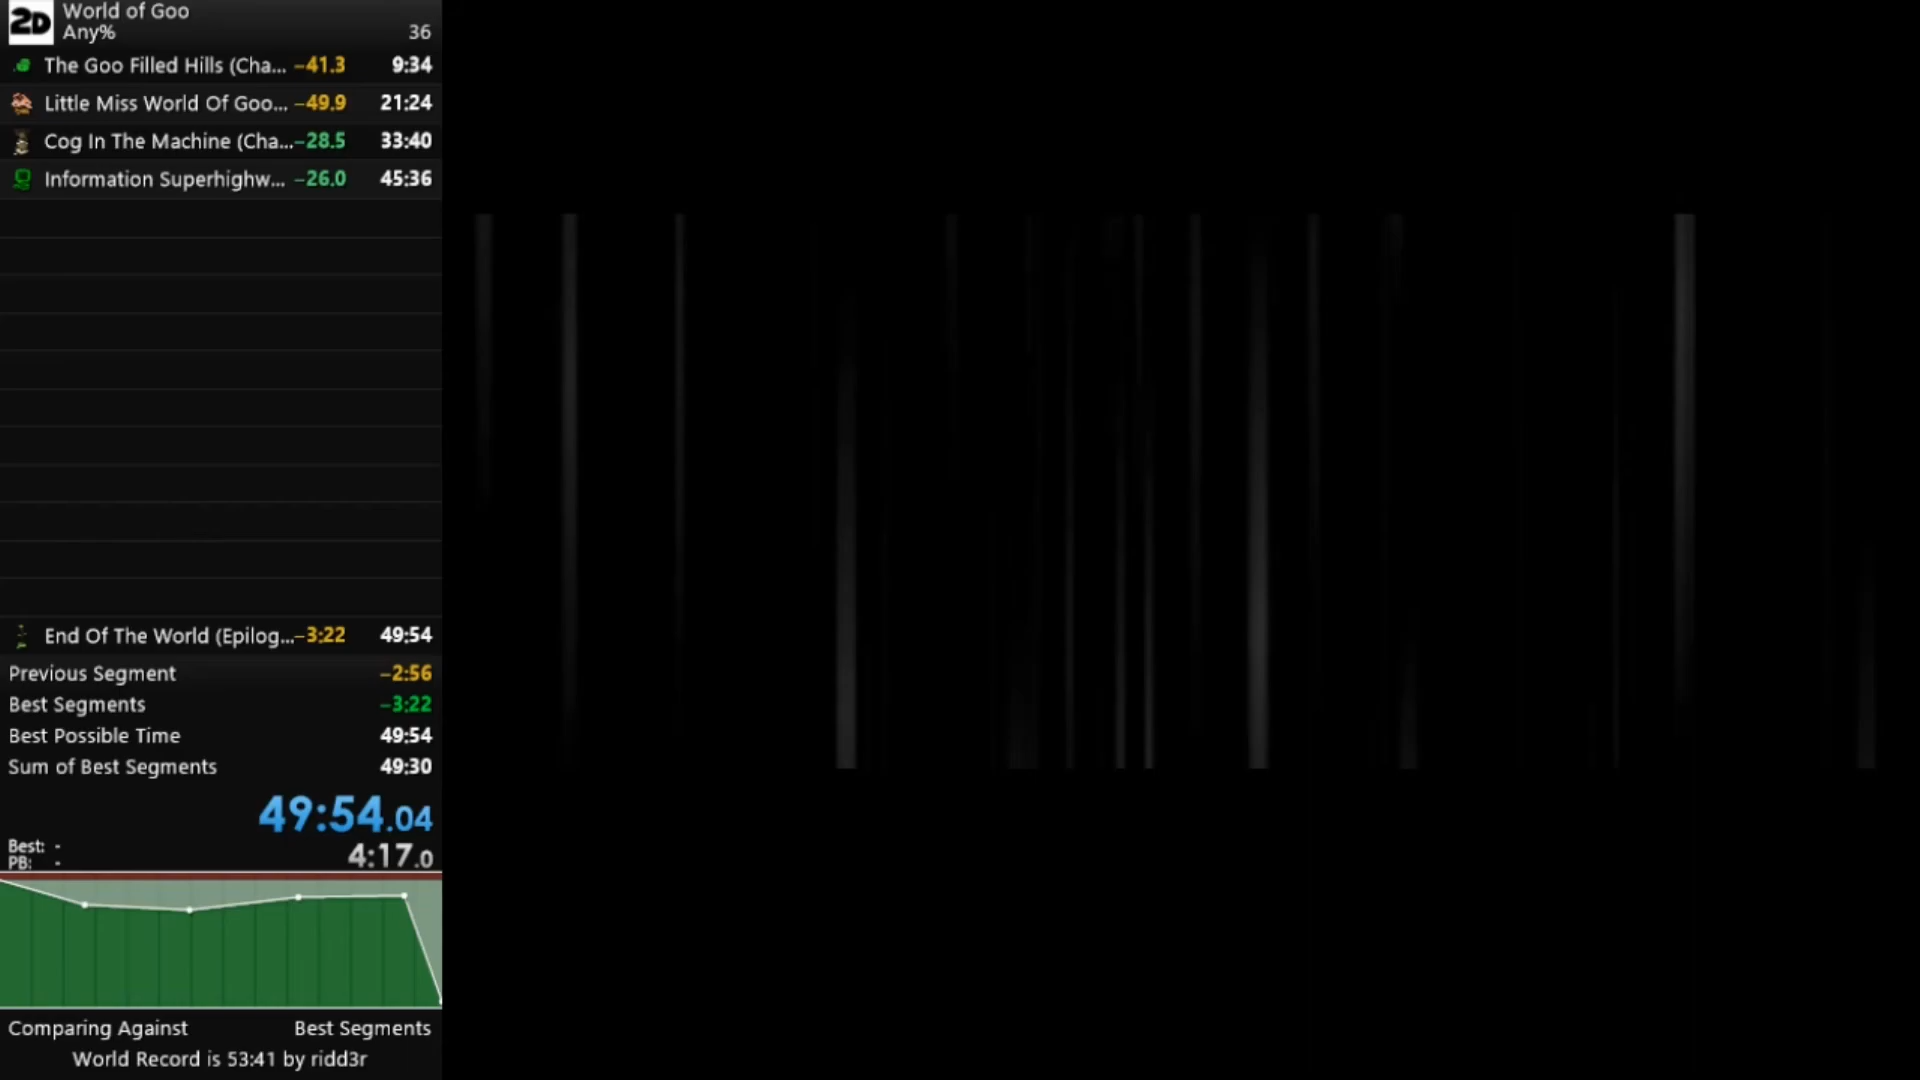 2D
World of Goo
Any%
36
The Goo Filled Hills (Cha... −41.3 9:34
Little Miss World Of Goo... −49.9 21:24
Cog In The Machine (Cha... −28.5 33:40
Information Superhighw... −26.0 45:36
End Of The World (Epilog... −3:22 49:54
Previous Segment −2:56
Best Segments −3:22
Best Possible Time 49:54
Sum of Best Segments 49:30
49:54.04
Best: -
PB: -
4:17.0
Comparing Against Best Segments
World Record is 53:41 by ridd3r